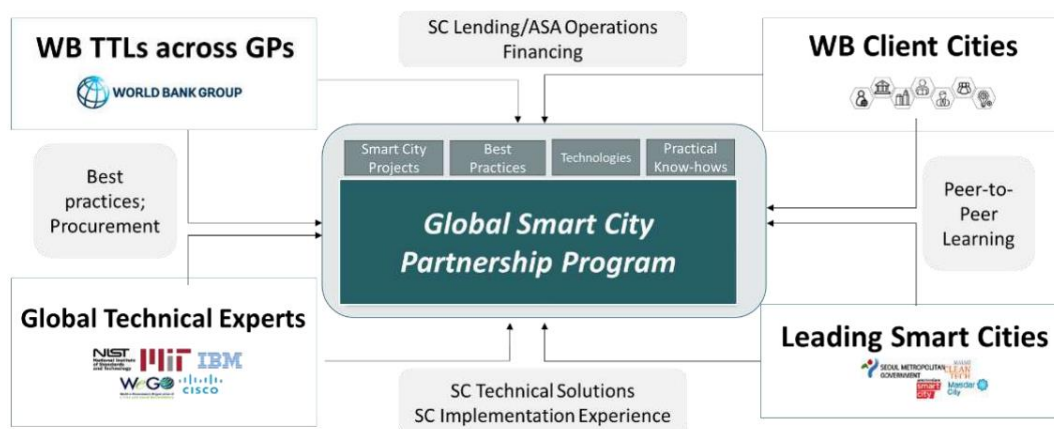 WB TTLs across GPs
WORLD BANK GROUP
SC Lending/ASA Operations
Financing
WB Client Cities
Smart City
Projects
Best
Practices
Technologies
Practical
Know-hows
Best
practices;
Procurement
Global Smart City
Partnership Program
Peer-to-
Peer
Learning
Global Technical Experts
NIST
National Institute
of Standards
and Technology
MIT
IBM
WeGO
CISCO
SC Technical Solutions
SC Implementation Experience
Leading Smart Cities
SEOUL METROPOLITAN
GOVERNMENT
CLEAN
TECH
smart
city
Masdar
City